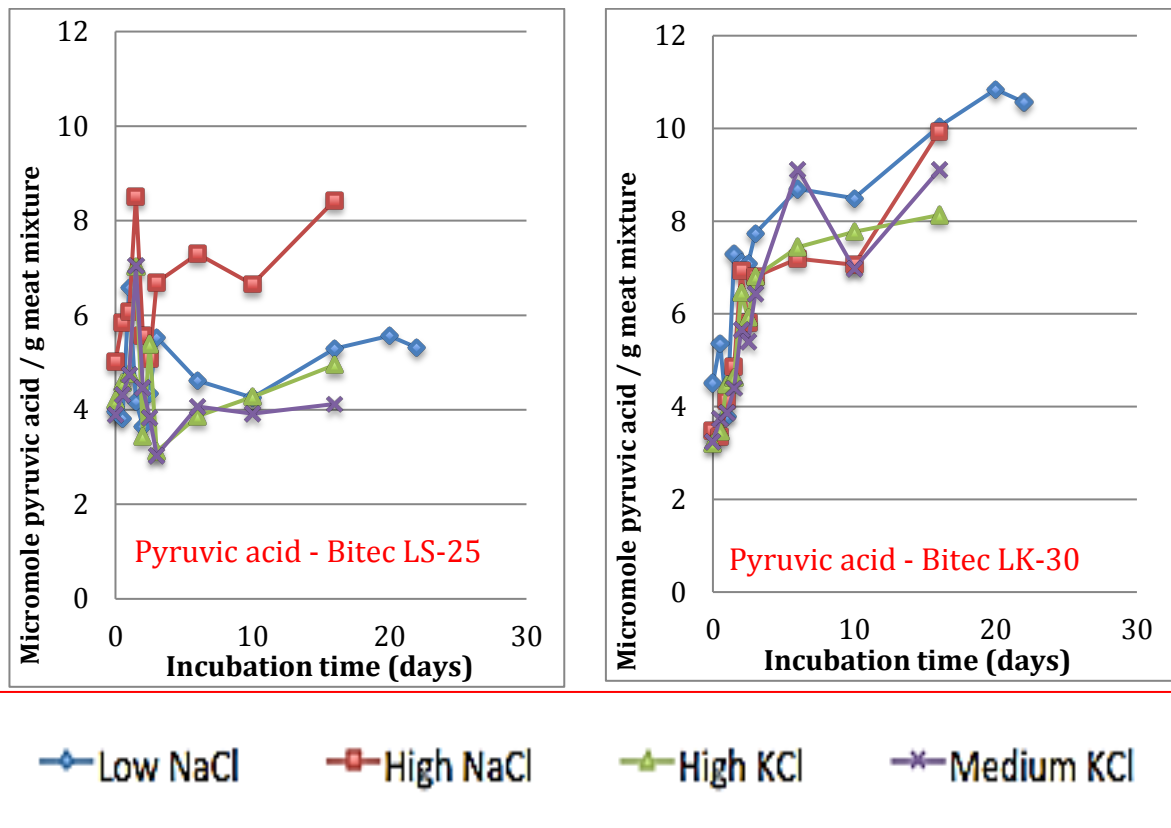 Micromole pyruvic acid / g meat mixture
12
10
8
6
4
2
0
Pyruvic acid - Bitec LS-25
0 10 20 30
Incubation time (days)
Micromole pyruvic acid / g meat mixture
12
10
8
6
4
2
0
Pyruvic acid - Bitec LK-30
0 10 20 30
Incubation time (days)
Low NaCl High NaCl High KCl Medium KCl